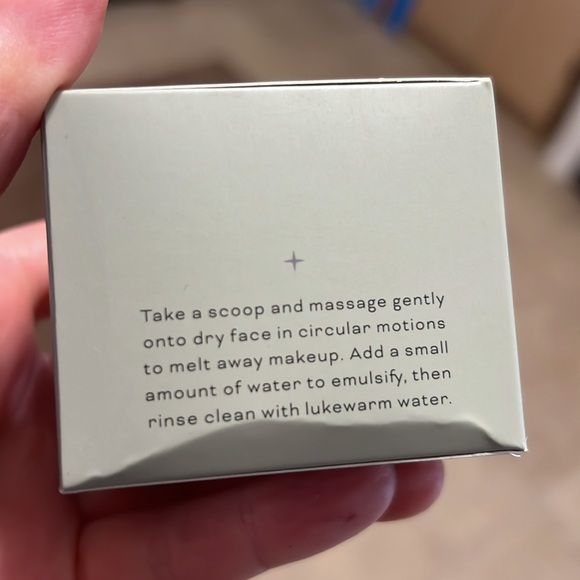 Take a scoop and massage gently
onto dry face in circular motions
to melt away makeup. Add a small
amount of water to emulsify, then
rinse clean with lukewarm water.